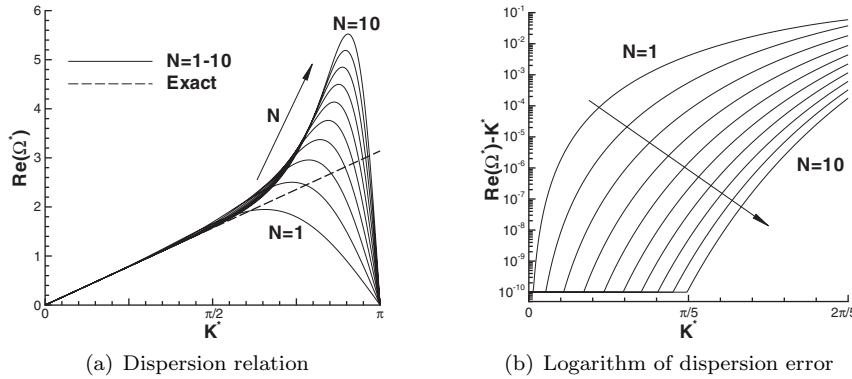 6
5
4
3
2
1
0
Re(Ω*)
N=1-10
Exact
N
N=10
N=1
0
π/2
π
K*
(a) Dispersion relation
10⁻¹
10⁻²
10⁻³
10⁻⁴
10⁻⁵
10⁻⁶
10⁻⁷
10⁻⁸
10⁻⁹
10⁻¹⁰
Re(Ω*)-K*
N=1
N=10
0
π/5
2π/5
K*
(b) Logarithm of dispersion error